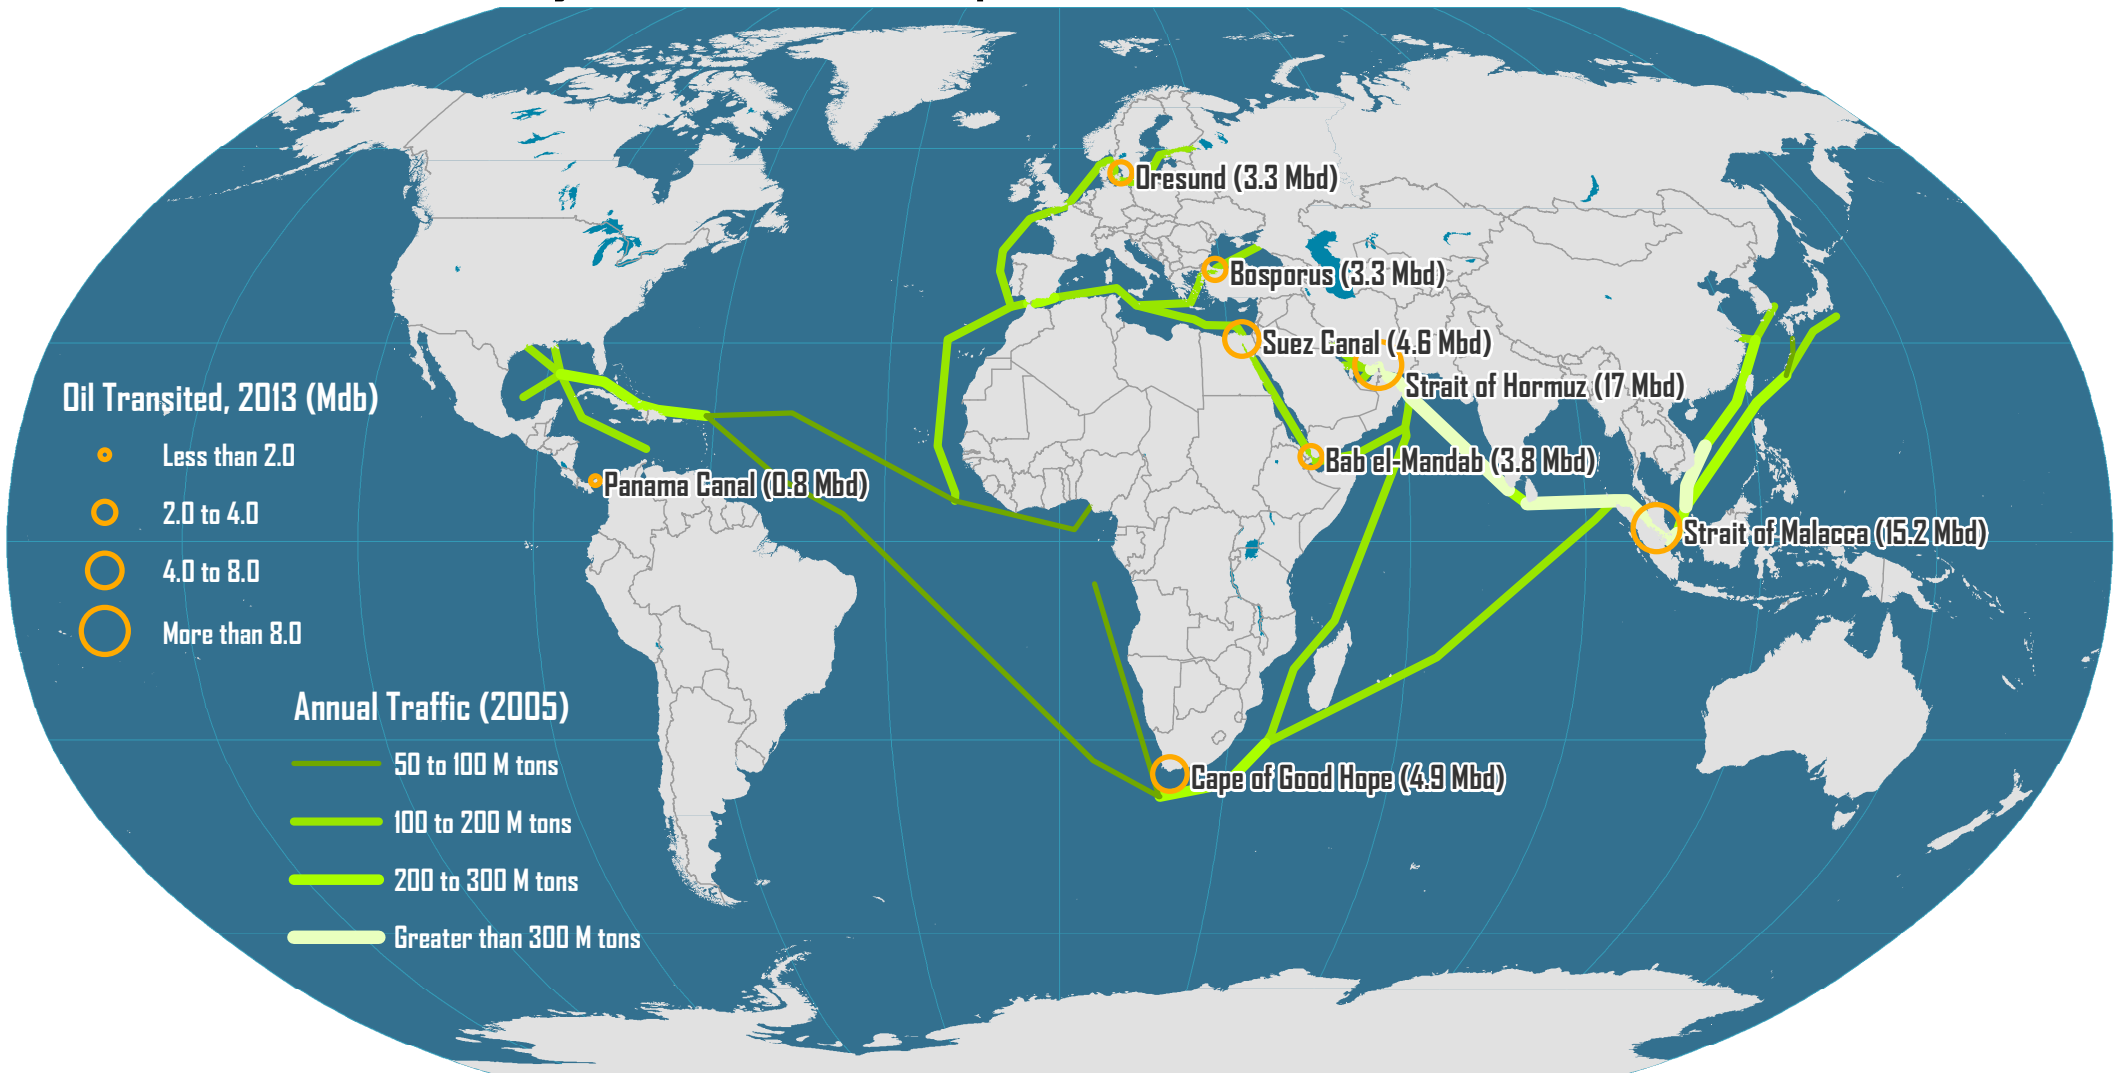 Oresund (3.3 Mbd)
Bosporus (3.3 Mbd)
Suez Canal (4.6 Mbd)
Strait of Hormuz (17 Mbd)
Bab el-Mandab (3.8 Mbd)
Panama Canal (0.8 Mbd)
Strait of Malacca (15.2 Mbd)
Cape of Good Hope (4.9 Mbd)
Oil Transited, 2013 (Mdb)
Less than 2.0
2.0 to 4.0
4.0 to 8.0
More than 8.0
Annual Traffic (2005)
50 to 100 M tons
100 to 200 M tons
200 to 300 M tons
Greater than 300 M tons